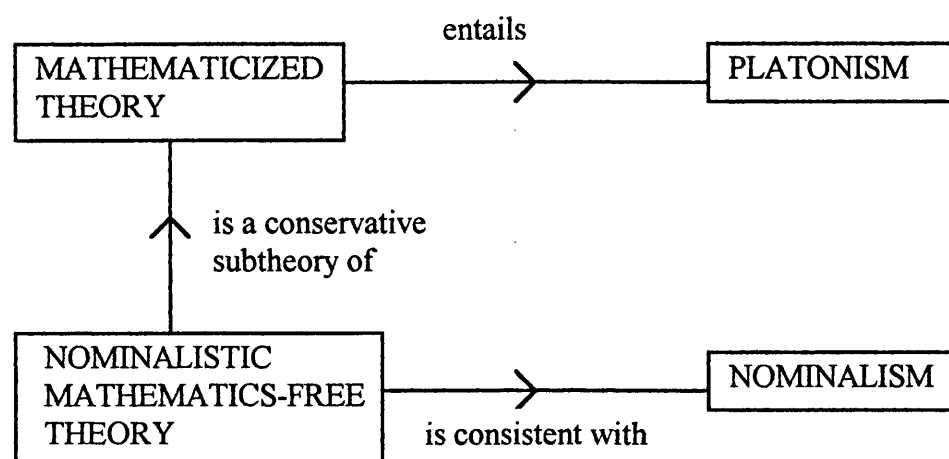 entails
MATHEMATICIZED
THEORY
PLATONISM
is a conservative
subtheory of
NOMINALISTIC
MATHEMATICS-FREE
THEORY
NOMINALISM
is consistent with